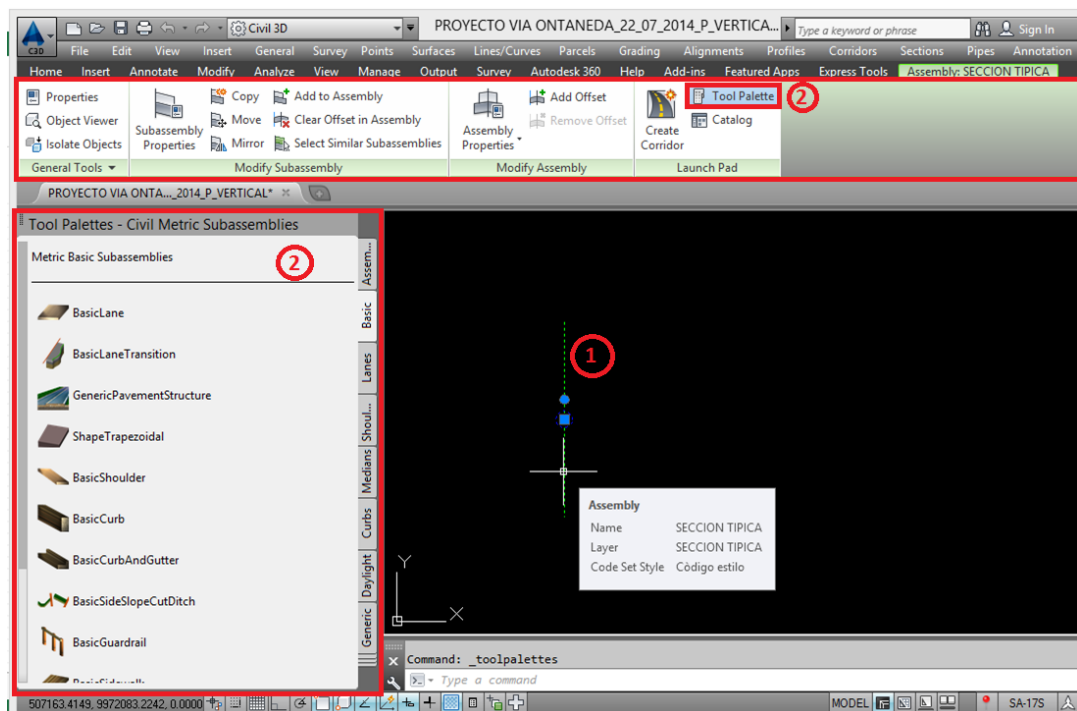 Civil 3D
PROYECTO VIA ONTANEDA_22_07_2014_P_VERTICA...
Type a keyword or phrase
Sign In
C3D
File Edit View Insert General Survey Points Surfaces Lines/Curves Parcels Grading Alignments Profiles Corridors Sections Pipes Annotation
Home Insert Annotate Modify Analyze View Manage Output Survey Autodesk 360 Help Add-ins Featured Apps Express Tools Assembly: SECCION TIPICA
Properties
Object Viewer
Isolate Objects
General Tools
Subassembly
Properties
Copy
Move
Mirror
Add to Assembly
Clear Offset in Assembly
Select Similar Subassemblies
Modify Subassembly
Assembly
Properties
Add Offset
Remove Offset
Modify Assembly
Create
Corridor
Tool Palette
2
Catalog
Launch Pad
PROYECTO VIA ONTA..._2014_P_VERTICAL*
Tool Palettes - Civil Metric Subassemblies
Metric Basic Subassemblies
2
BasicLane
BasicLaneTransition
GenericPavementStructure
ShapeTrapezoidal
BasicShoulder
BasicCurb
BasicCurbAndGutter
BasicSideSlopeCutDitch
BasicGuardrail
BasicSidewalk
Assem...
Basic
Lanes
Shoul...
Medians
Curbs
Daylight
Generic
1
Assembly
Name SECCION TIPICA
Layer SECCION TIPICA
Code Set Style Código estilo
Y
X
Command: _toolpalettes
Type a command
507163.4149, 9972083.2242, 0.0000
MODEL
SA-17S